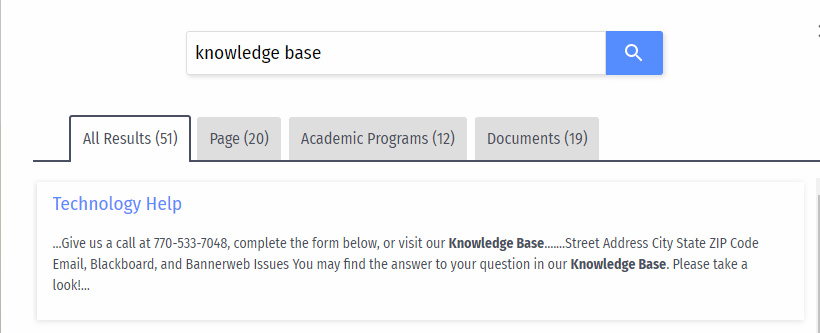 knowledge base
All Results (51) Page (20) Academic Programs (12) Documents (19)
Technology Help
...Give us a call at 770-533-7048, complete the form below, or visit our Knowledge Base.......Street Address City State ZIP Code
Email, Blackboard, and Bannerweb Issues You may find the answer to your question in our Knowledge Base. Please take a
look!...